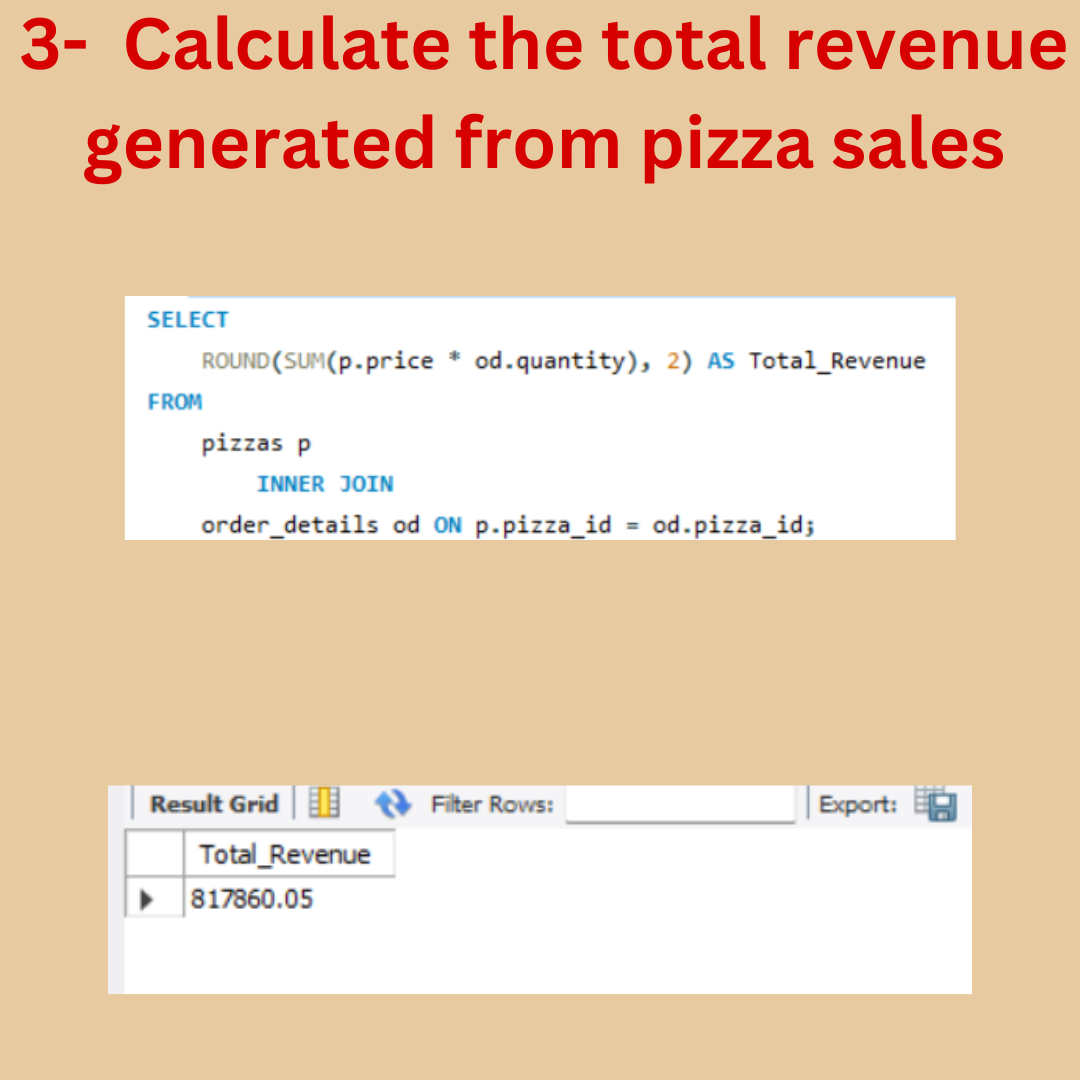 3-  Calculate the total revenue
generated from pizza sales
SELECT
ROUND(SUM(p.price * od.quantity), 2) AS Total_Revenue
FROM
pizzas p
INNER JOIN
order_details od ON p.pizza_id = od.pizza_id;
Result Grid Filter Rows: Export:
Total_Revenue
817860.05